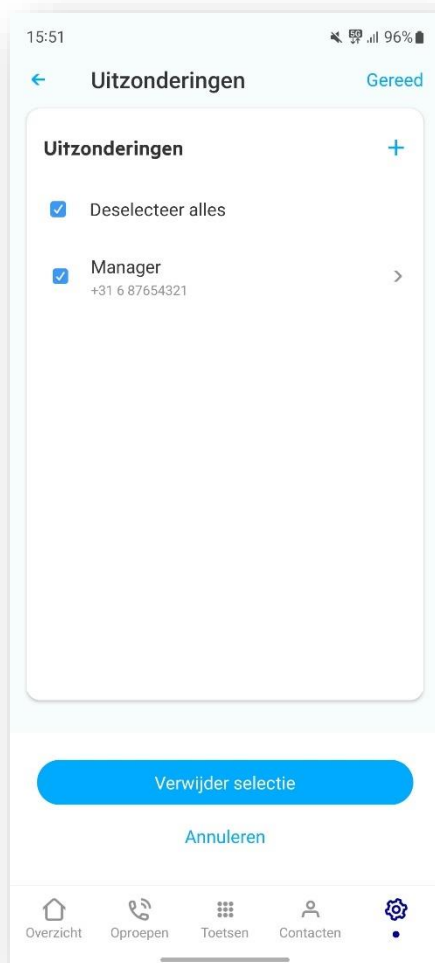 15:51
5G 96%
Uitzonderingen
Gereed
Uitzonderingen
+
Deselecteer alles
Manager
+31 6 87654321
Verwijder selectie
Annuleren
Overzicht
Oproepen
Toetsen
Contacten